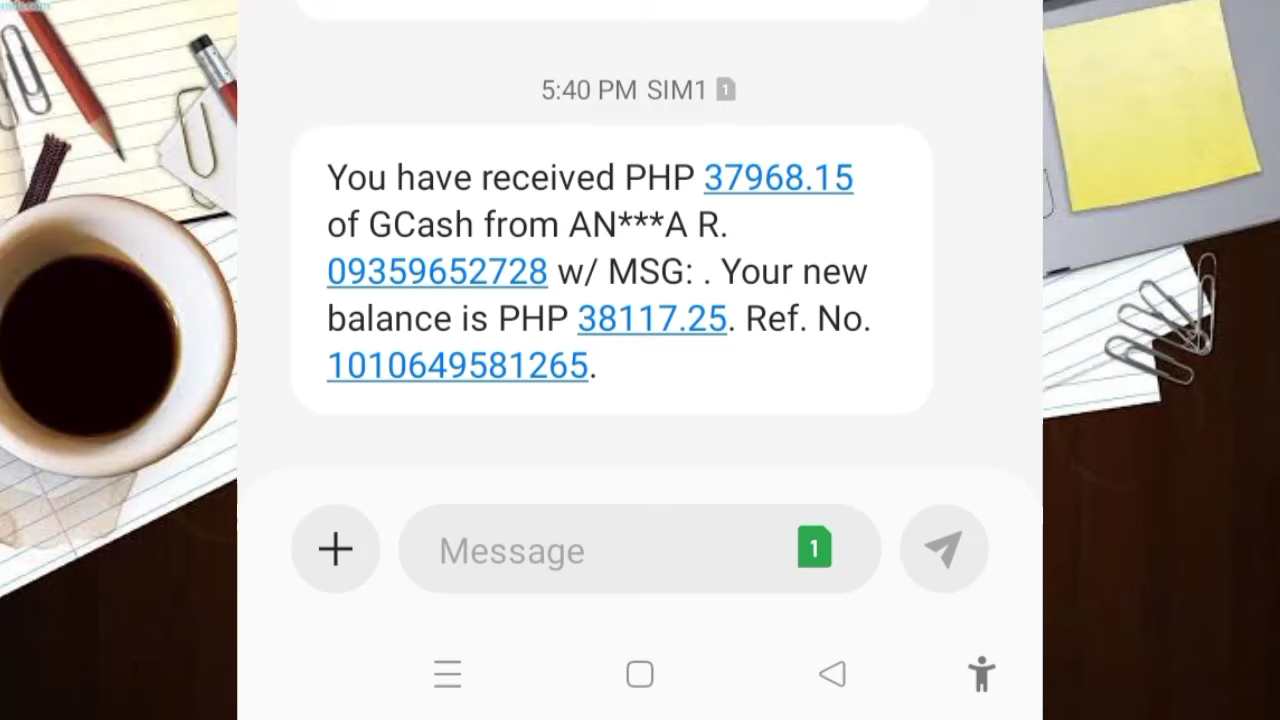 5:40 PM SIM1 1
You have received PHP 37968.15
of GCash from AN***A R.
09359652728 w/ MSG: . Your new
balance is PHP 38117.25. Ref. No.
1010649581265.
Message 1